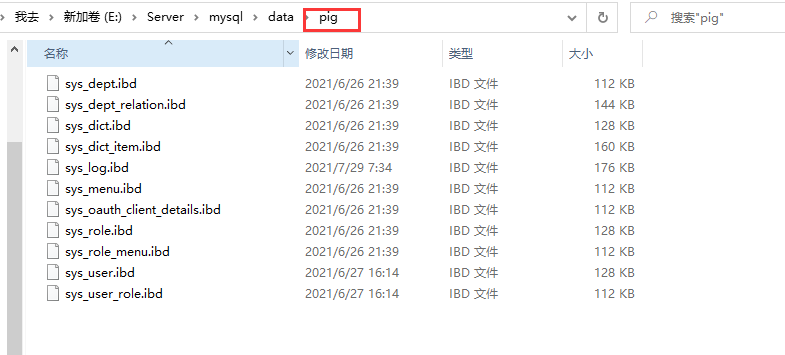 我去 > 新加卷 (E:) > Server > mysql > data > pig 搜索"pig"
名称 修改日期 类型 大小
sys_dept.ibd 2021/6/26 21:39 IBD 文件 112 KB
sys_dept_relation.ibd 2021/6/26 21:39 IBD 文件 144 KB
sys_dict.ibd 2021/6/26 21:39 IBD 文件 128 KB
sys_dict_item.ibd 2021/6/26 21:39 IBD 文件 160 KB
sys_log.ibd 2021/7/29 7:34 IBD 文件 176 KB
sys_menu.ibd 2021/6/26 21:39 IBD 文件 112 KB
sys_oauth_client_details.ibd 2021/6/26 21:39 IBD 文件 112 KB
sys_role.ibd 2021/6/26 21:39 IBD 文件 128 KB
sys_role_menu.ibd 2021/6/26 21:39 IBD 文件 112 KB
sys_user.ibd 2021/6/27 16:14 IBD 文件 128 KB
sys_user_role.ibd 2021/6/27 16:14 IBD 文件 112 KB